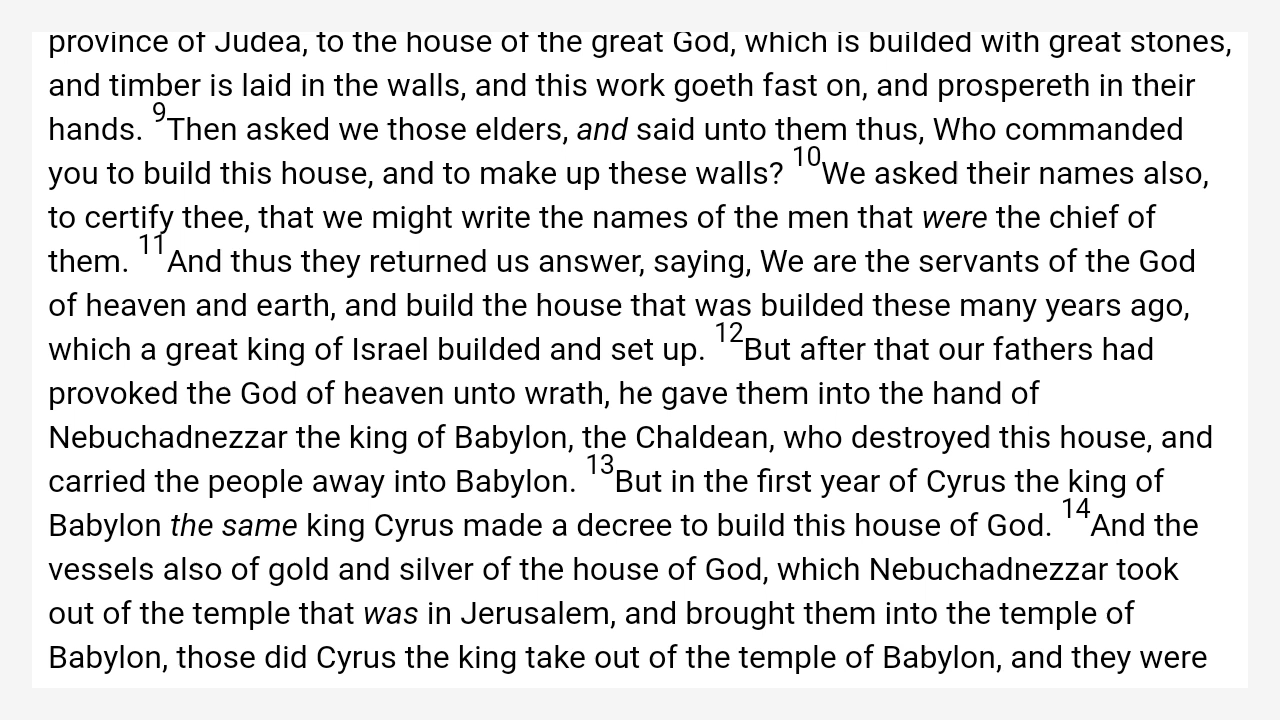 province of Judea, to the house of the great God, which is builded with great stones,
and timber is laid in the walls, and this work goeth fast on, and prospereth in their
hands. 9Then asked we those elders, and said unto them thus, Who commanded
you to build this house, and to make up these walls? 10We asked their names also,
to certify thee, that we might write the names of the men that were the chief of
them. 11And thus they returned us answer, saying, We are the servants of the God
of heaven and earth, and build the house that was builded these many years ago,
which a great king of Israel builded and set up. 12But after that our fathers had
provoked the God of heaven unto wrath, he gave them into the hand of
Nebuchadnezzar the king of Babylon, the Chaldean, who destroyed this house, and
carried the people away into Babylon. 13But in the first year of Cyrus the king of
Babylon the same king Cyrus made a decree to build this house of God. 14And the
vessels also of gold and silver of the house of God, which Nebuchadnezzar took
out of the temple that was in Jerusalem, and brought them into the temple of
Babylon, those did Cyrus the king take out of the temple of Babylon, and they were